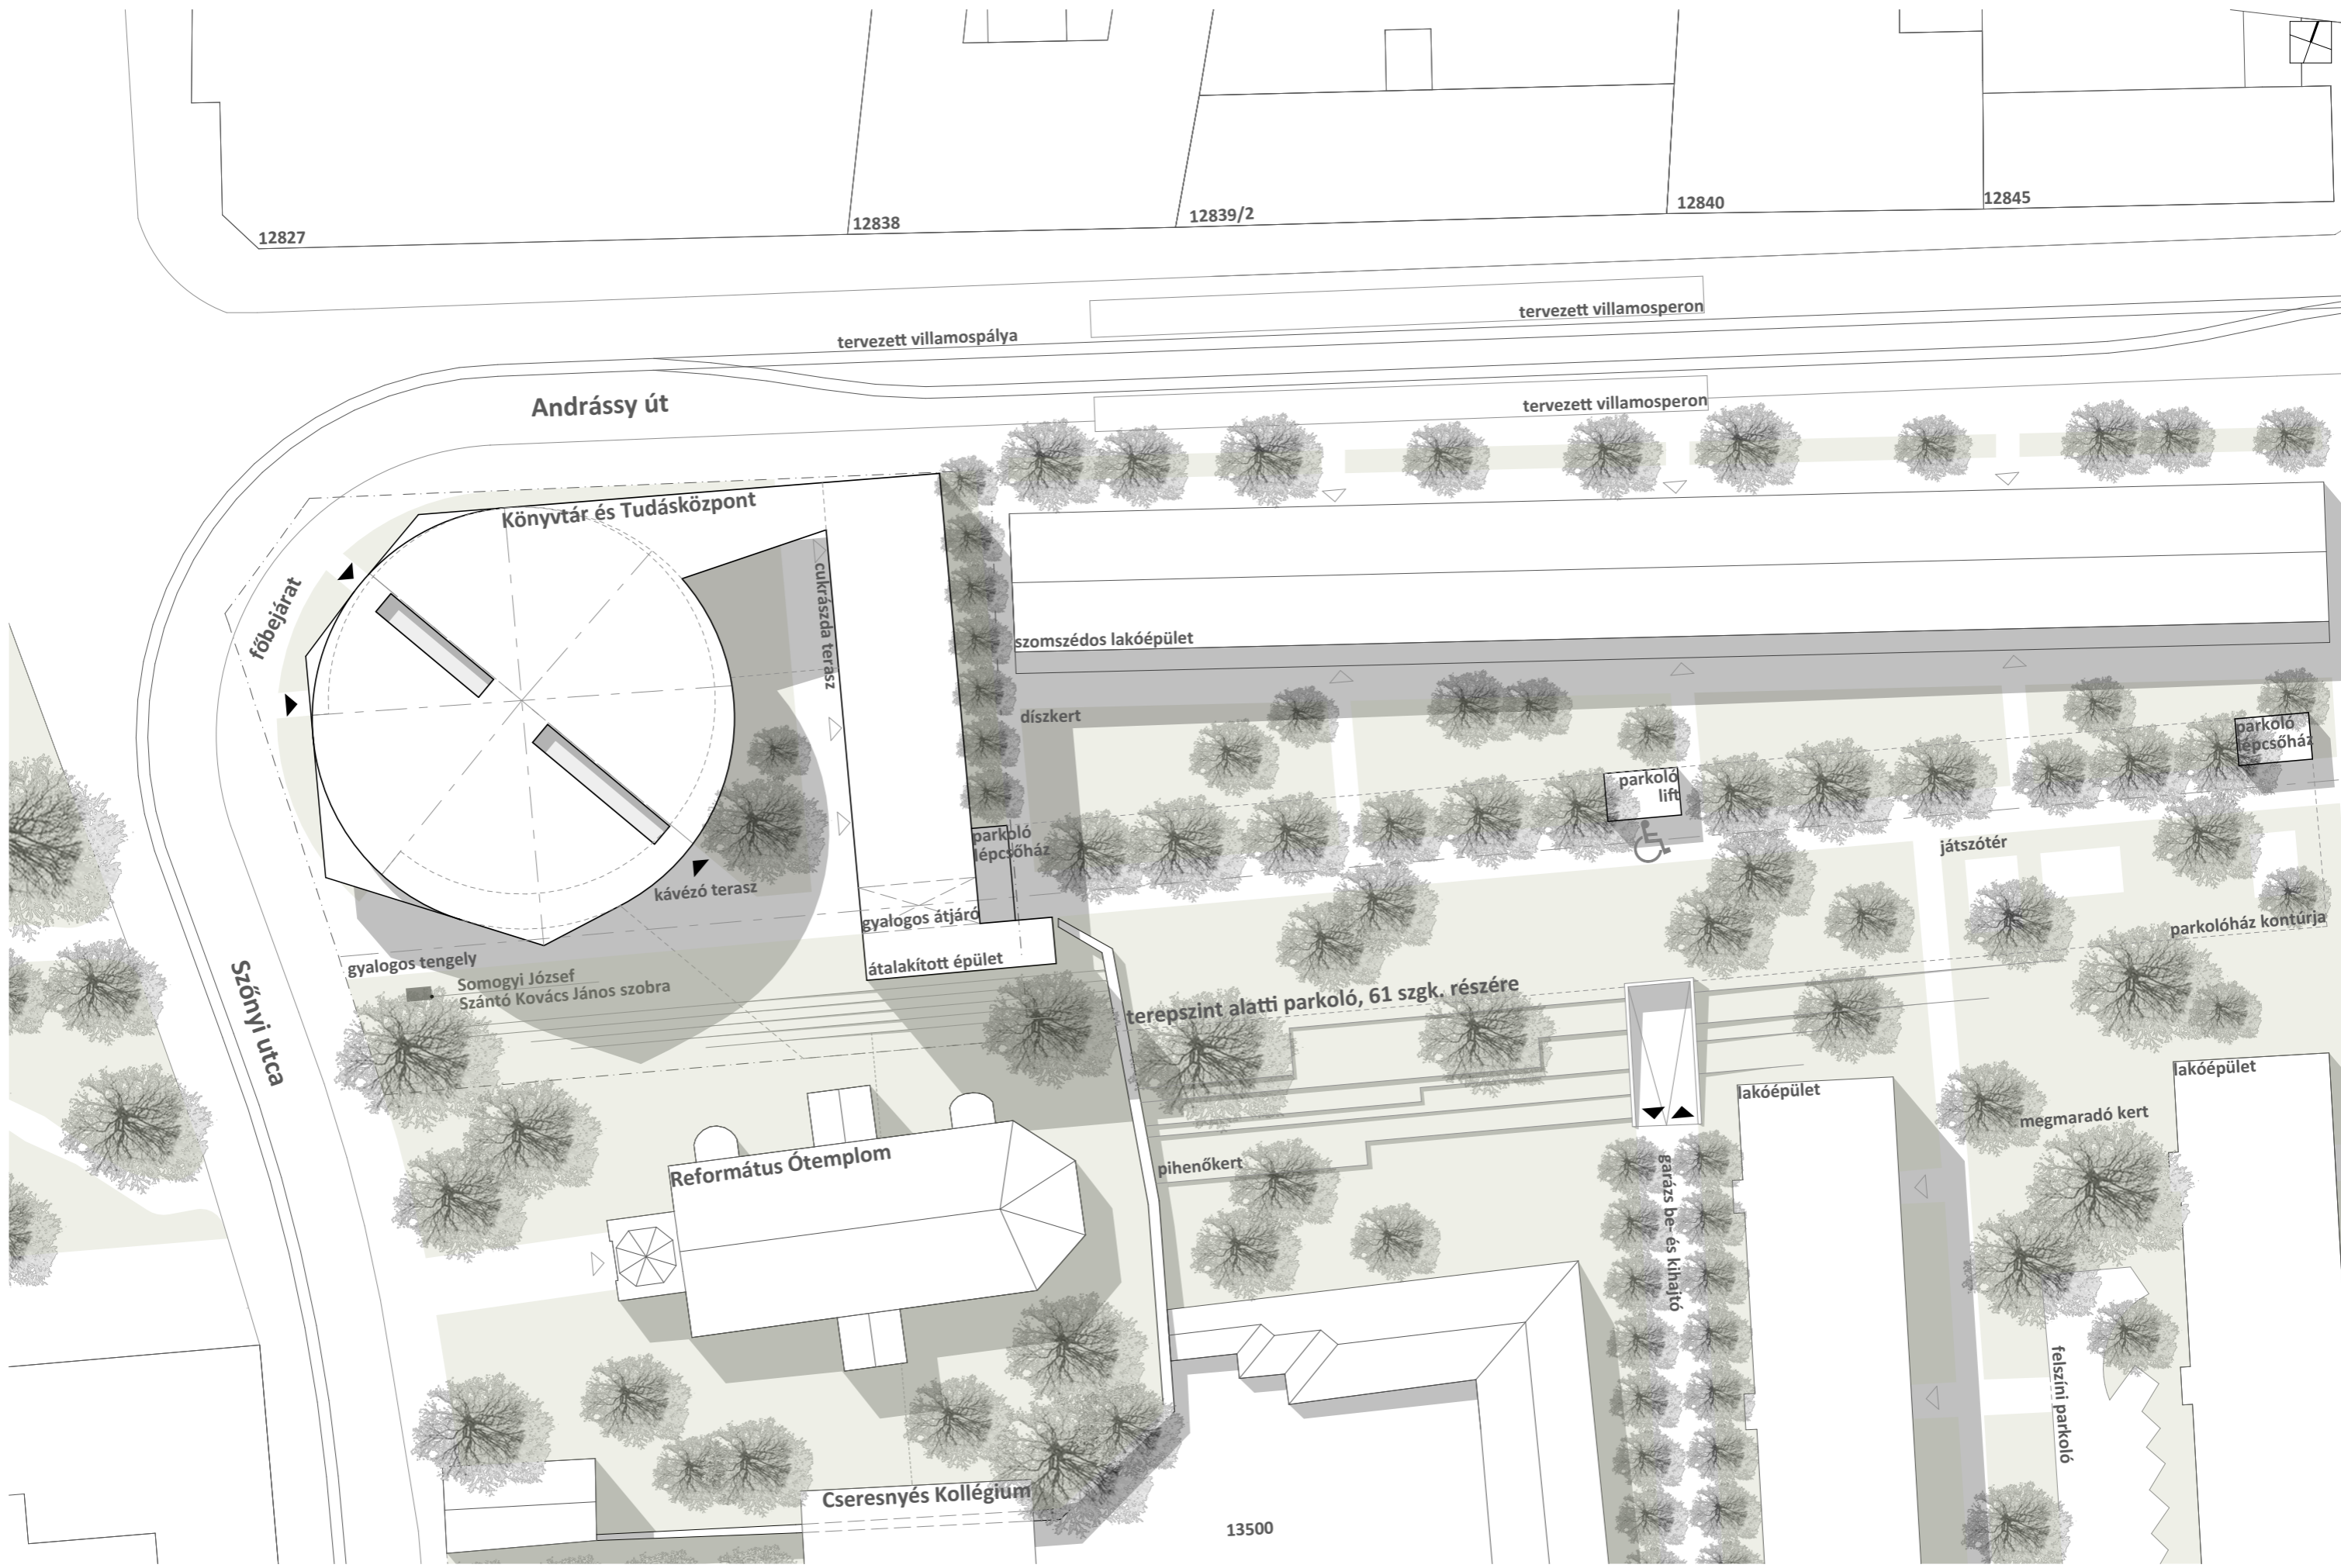 12827
12838
12839/2
12840
12845
tervezett villamosperon
tervezett villamospálya
tervezett villamosperon
Andrássy út
Könyvtár és Tudásközpont
főbejárat
cukrászda terasz
szomszédos lakóépület
díszkert
parkoló
lépcsőház
parkoló
lift
parkoló
lépcsőház
játszótér
kávézó terasz
gyalogos átjáró
parkolóház kontúrja
gyalogos tengely
átalakított épület
Somogyi József
Szántó Kovács János szobra
Szőnyi utca
terepszint alatti parkoló, 61 szgk. részére
lakóépület
lakóépület
megmaradó kert
Református Ótemplom
pihenőkert
garázs be- és kihajtó
felszíni parkoló
Cseresnyés Kollégium
13500